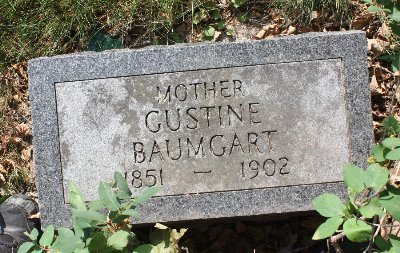 MOTHER
GUSTINE
BAUMGART
1851 – 1902